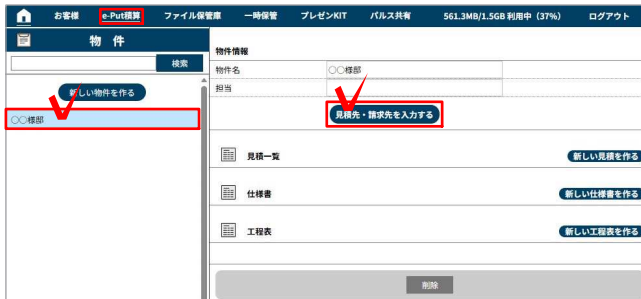 お客様 e-Put積算 ファイル保管庫 一時保管 プレゼンKIT パルス共有 561.3MB/1.5GB 利用中（37%） ログアウト
物 件
検索
新しい物件を作る
○○様邸
物件情報
物件名 ○○様邸
担当
見積先・請求先を入力する
見積一覧 新しい見積を作る
仕様書 新しい仕様書を作る
工程表 新しい工程表を作る
削除